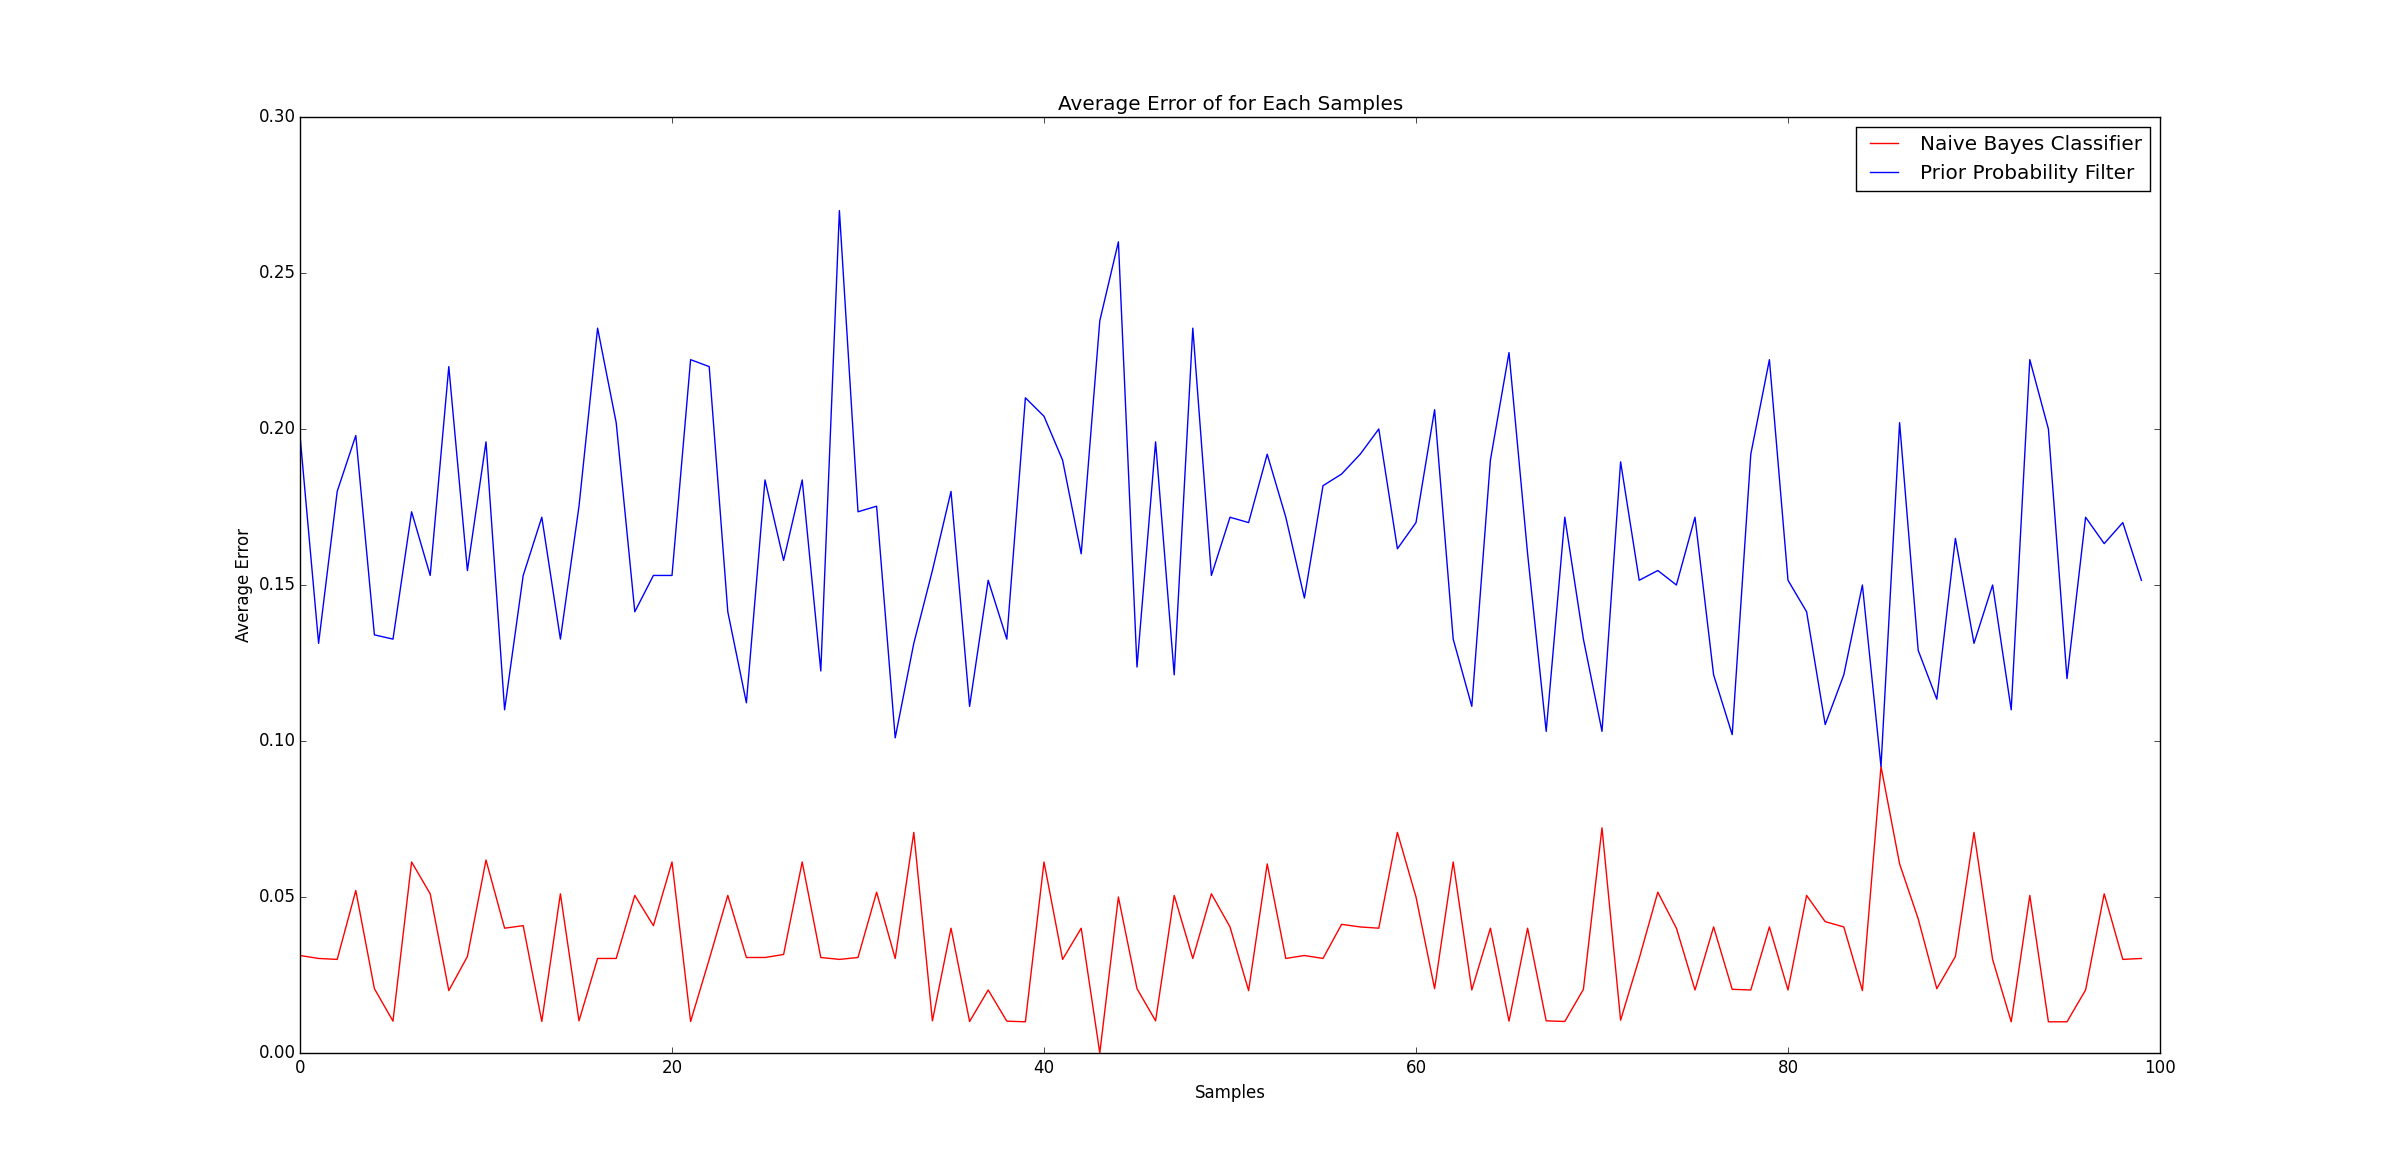 Average Error of for Each Samples
Naive Bayes Classifier
Prior Probability Filter
0.30
0.25
0.20
0.15
0.10
0.05
0.00
Average Error
0 20 40 60 80 100
Samples